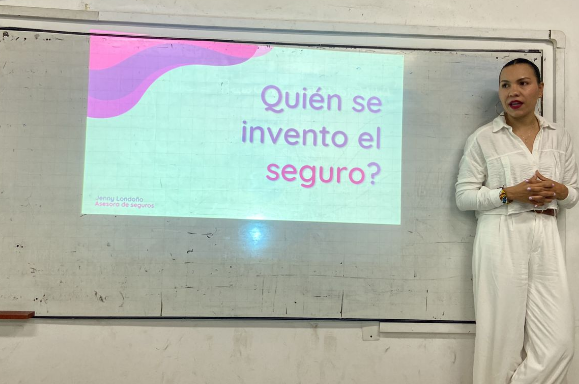 Quién se
invento el
seguro?
Jenny Londoño
Asesora de seguros